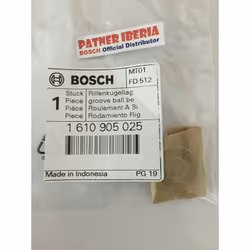 PATNER IBERIA
BOSCH Official Distributor
BOSCH
MT01
FD:512
1
Stück
Rillenkugellag
Piece
groove ball be
Pièce
Roulement A Bi
Pieza
Rodamiento Rig
1 610 905 025
Made in Indonesia
PG 19